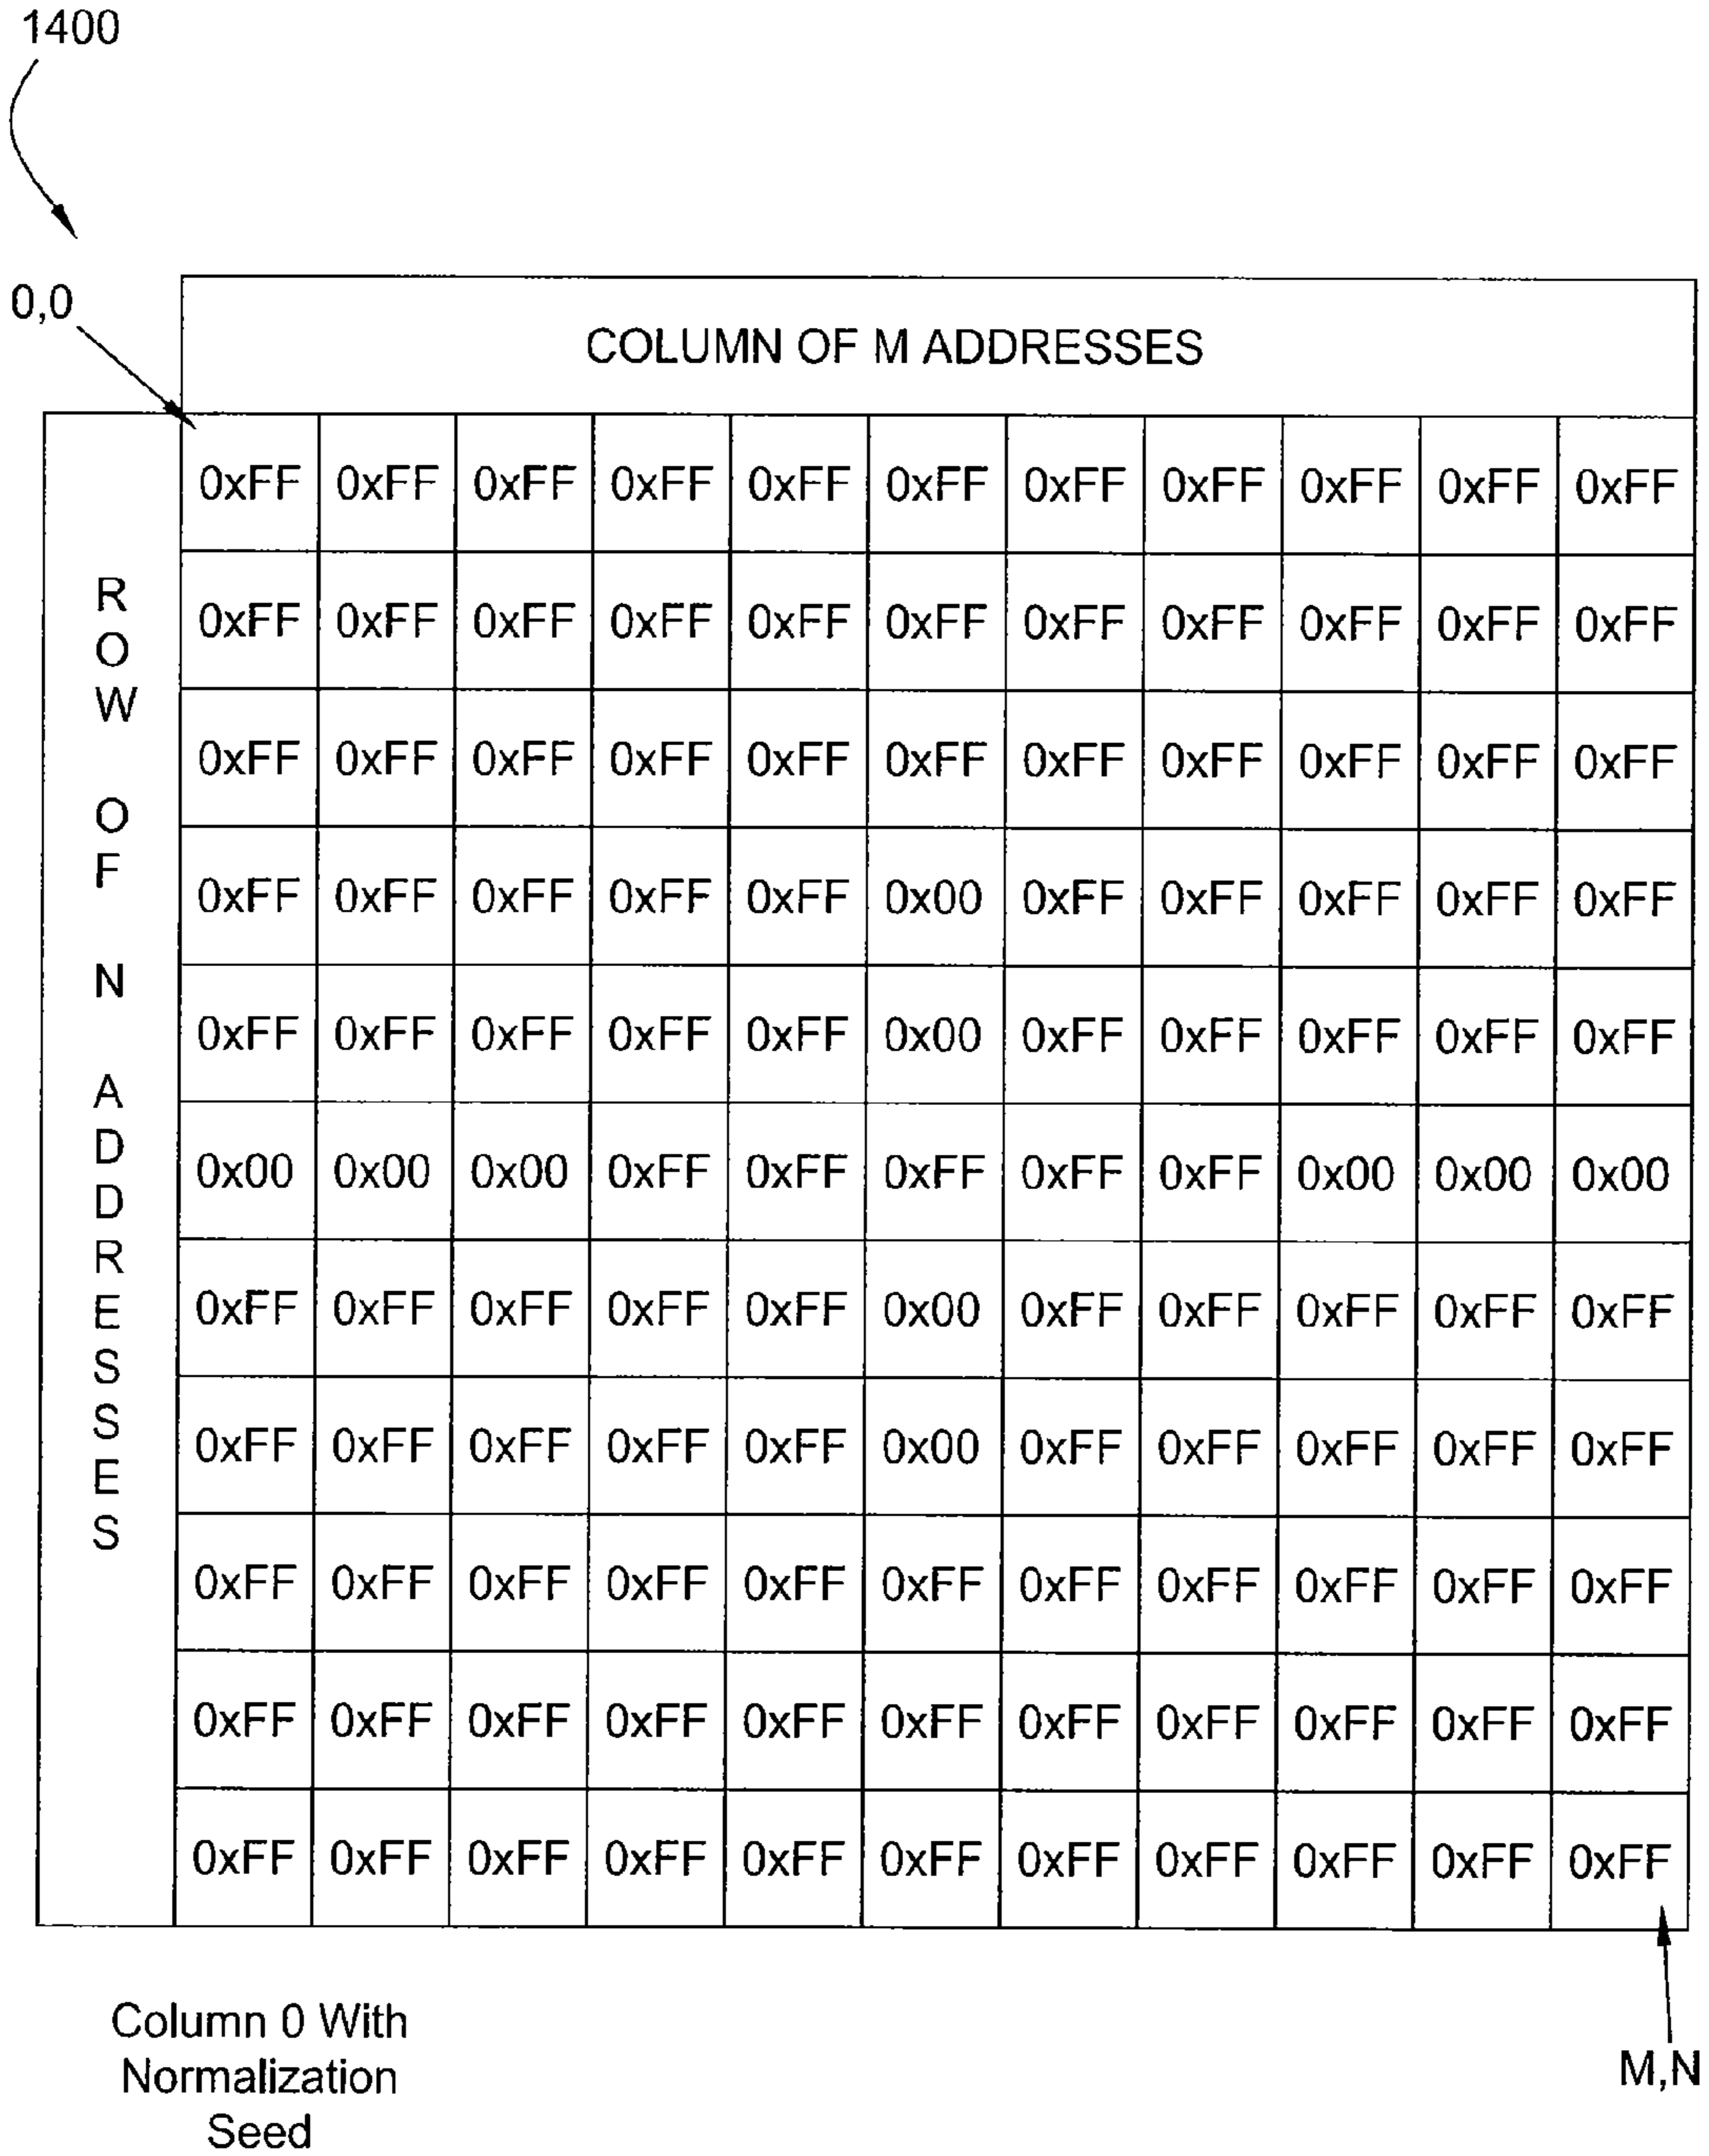 1400
0,0
COLUMN OF M ADDRESSES
ROW OF N ADDRESSES
0xFF 0xFF 0xFF 0xFF 0xFF 0xFF 0xFF 0xFF 0xFF 0xFF 0xFF
0xFF 0xFF 0xFF 0xFF 0xFF 0xFF 0xFF 0xFF 0xFF 0xFF 0xFF
0xFF 0xFF 0xFF 0xFF 0xFF 0xFF 0xFF 0xFF 0xFF 0xFF 0xFF
0xFF 0xFF 0xFF 0xFF 0xFF 0x00 0xFF 0xFF 0xFF 0xFF 0xFF
0xFF 0xFF 0xFF 0xFF 0xFF 0x00 0xFF 0xFF 0xFF 0xFF 0xFF
0x00 0x00 0x00 0xFF 0xFF 0xFF 0xFF 0xFF 0x00 0x00 0x00
0xFF 0xFF 0xFF 0xFF 0xFF 0x00 0xFF 0xFF 0xFF 0xFF 0xFF
0xFF 0xFF 0xFF 0xFF 0xFF 0x00 0xFF 0xFF 0xFF 0xFF 0xFF
0xFF 0xFF 0xFF 0xFF 0xFF 0xFF 0xFF 0xFF 0xFF 0xFF 0xFF
0xFF 0xFF 0xFF 0xFF 0xFF 0xFF 0xFF 0xFF 0xFF 0xFF 0xFF
0xFF 0xFF 0xFF 0xFF 0xFF 0xFF 0xFF 0xFF 0xFF 0xFF 0xFF
Column 0 With
Normalization
Seed
M,N